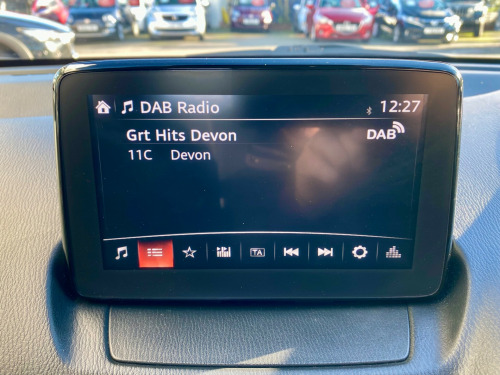 DAB Radio 12:27
Grt Hits Devon DAB
11C Devon
TA